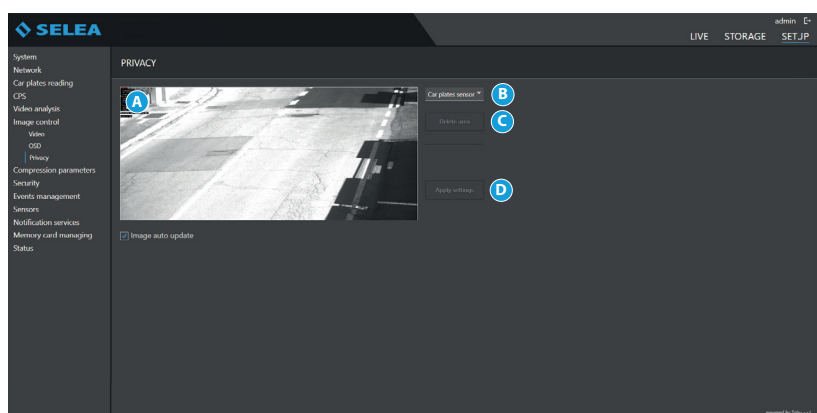 SELEA
admin
LIVE STORAGE SETUP
System
Network
Car plates reading
CPS
Video analysis
Image control
Video
OSD
Privacy
Compression parameters
Security
Events management
Sensors
Notification services
Memory card managing
Status
PRIVACY
A
Car plates sensor
B
Delete area
C
Apply settings
D
Image auto update
powered by